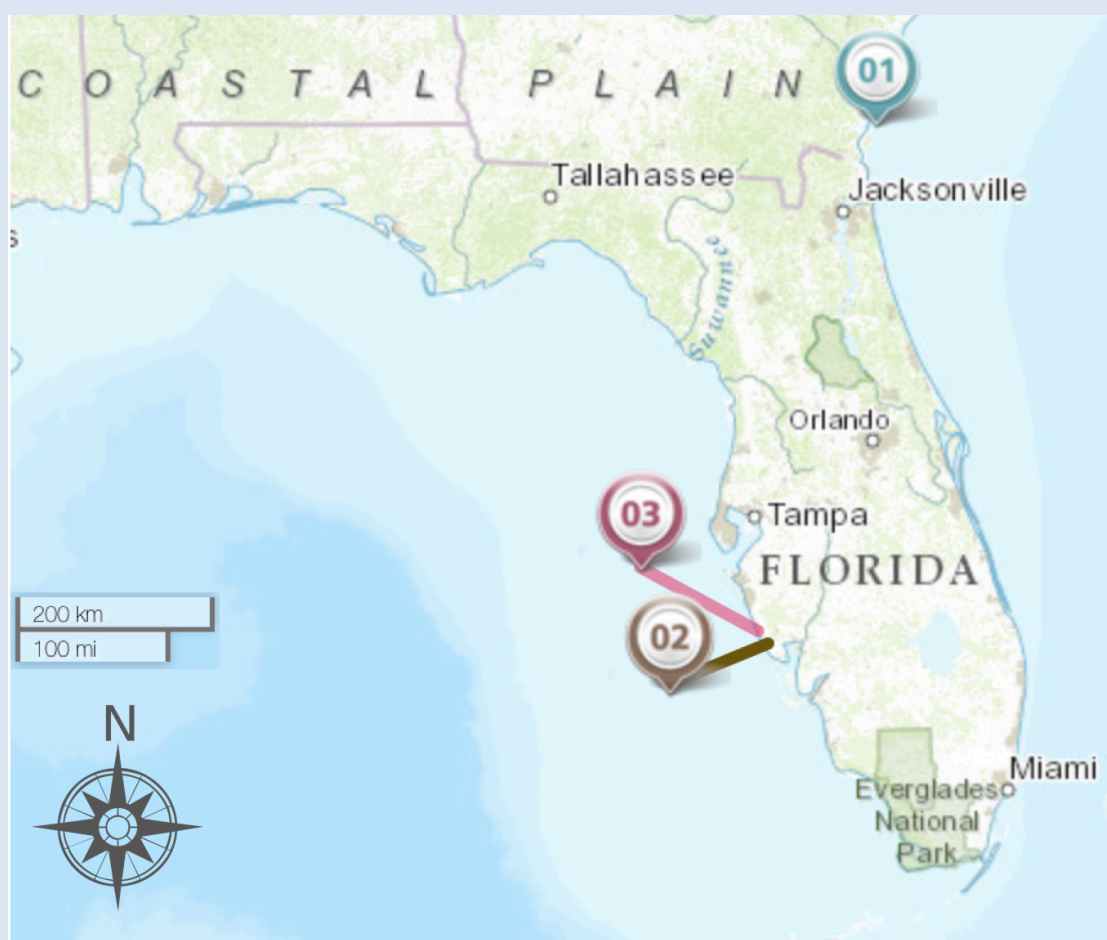 COASTAL PLAIN
01
Tallahassee
Jacksonville
s
Suwannee
Orlando
03
Tampa
FLORIDA
200 km
100 mi
02
N
Miami
Everglades
National
Park